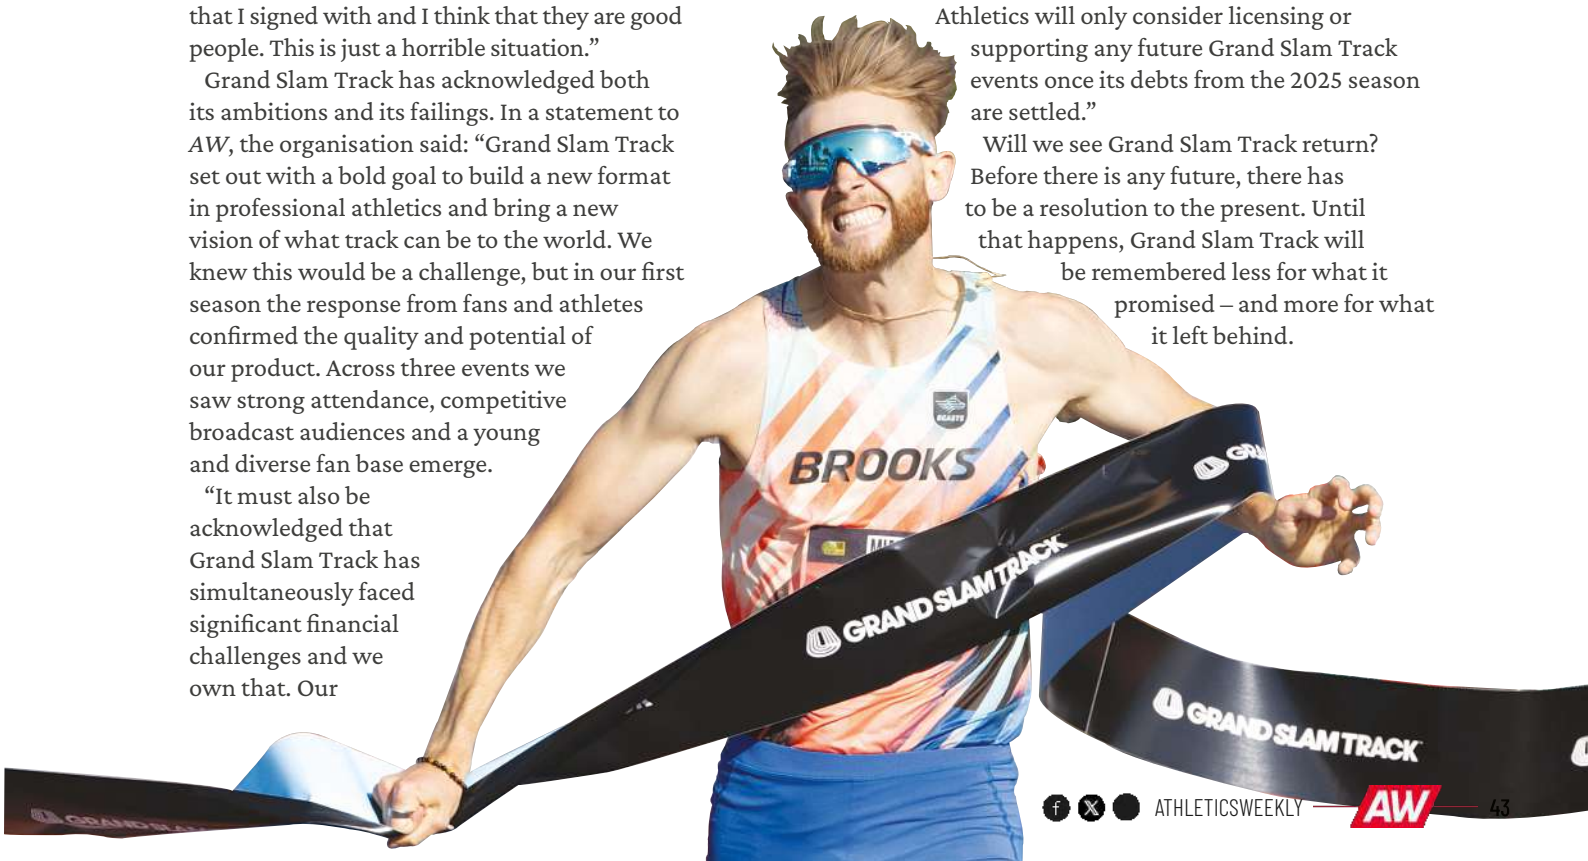 that I signed with and I think that they are good
people. This is just a horrible situation.”
Grand Slam Track has acknowledged both
its ambitions and its failings. In a statement to
AW, the organisation said: “Grand Slam Track
set out with a bold goal to build a new format
in professional athletics and bring a new
vision of what track can be to the world. We
knew this would be a challenge, but in our first
season the response from fans and athletes
confirmed the quality and potential of
our product. Across three events we
saw strong attendance, competitive
broadcast audiences and a young
and diverse fan base emerge.
“It must also be
acknowledged that
Grand Slam Track has
simultaneously faced
significant financial
challenges and we
own that. Our
Athletics will only consider licensing or
supporting any future Grand Slam Track
events once its debts from the 2025 season
are settled.”
Will we see Grand Slam Track return?
Before there is any future, there has
to be a resolution to the present. Until
that happens, Grand Slam Track will
be remembered less for what it
promised – and more for what
it left behind.
BEASTS
BROOKS
GRAND SLAM TRACK
GRAND SLAM TRACK
GRAND SLAM
ATHLETICSWEEKLY
AW
43